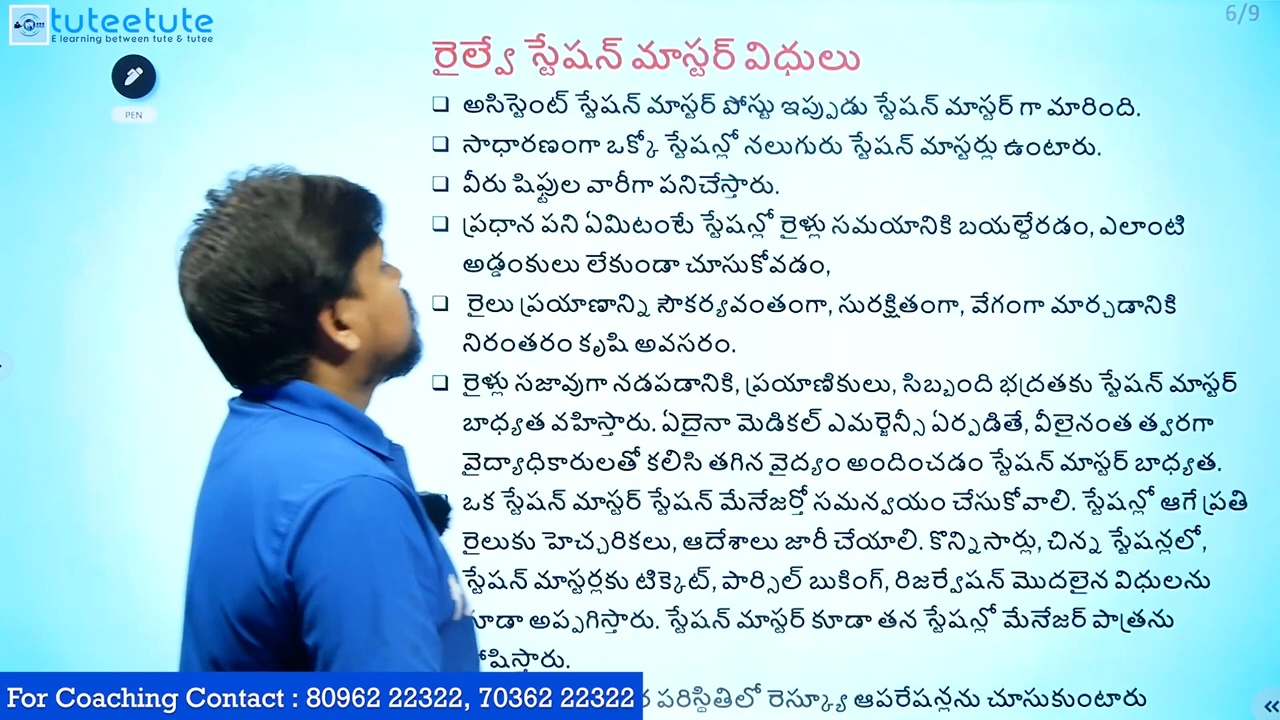 tuteetute
E learning between tute & tutee
6/9
PEN
రైల్వే స్టేషన్ మాస్టర్ విధులు
❑ అసిస్టెంట్ స్టేషన్ మాస్టర్ పోస్టు ఇప్పుడు స్టేషన్ మాస్టర్ గా మారింది.
❑ సాధారణంగా ఒక్కో స్టేషన్లో నలుగురు స్టేషన్ మాస్టర్లు ఉంటారు.
❑ వీరు షిఫ్టుల వారీగా పనిచేస్తారు.
❑ ప్రధాన పని ఏమిటంటే స్టేషన్లో రైళ్లు సమయానికి బయల్దేరడం, ఎలాంటి
అడ్డంకులు లేకుండా చూసుకోవడం,
❑ రైలు ప్రయాణాన్ని సౌకర్యవంతంగా, సురక్షితంగా, వేగంగా మార్చడానికి
నిరంతరం కృషి అవసరం.
❑ రైళ్లు సజావుగా నడపడానికి, ప్రయాణికులు, సిబ్బంది భద్రతకు స్టేషన్ మాస్టర్
బాధ్యత వహిస్తారు. ఏదైనా మెడికల్ ఎమర్జెన్సీ ఏర్పడితే, వీలైనంత త్వరగా
వైద్యాధికారులతో కలిసి తగిన వైద్యం అందించడం స్టేషన్ మాస్టర్ బాధ్యత.
ఒక స్టేషన్ మాస్టర్ స్టేషన్ మేనేజర్తో సమన్వయం చేసుకోవాలి. స్టేషన్లో ఆగే ప్రతి
రైలుకు హెచ్చరికలు, ఆదేశాలు జారీ చేయాలి. కొన్నిసార్లు, చిన్న స్టేషన్లలో,
స్టేషన్ మాస్టర్లకు టిక్కెట్, పార్సిల్ బుకింగ్, రిజర్వేషన్ మొదలైన విధులను
అప్పగిస్తారు. స్టేషన్ మాస్టర్ కూడా తన స్టేషన్లో మేనేజర్ పాత్రను
పరిస్థితిలో రెస్క్యూ ఆపరేషన్లను చూసుకుంటారు
For Coaching Contact : 80962 22322, 70362 22322